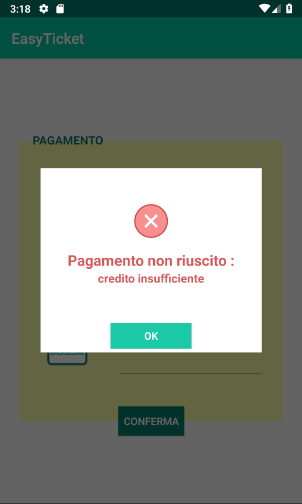 3:18
EasyTicket
PAGAMENTO
Pagamento non riuscito :
credito insufficiente
OK
CONFERMA